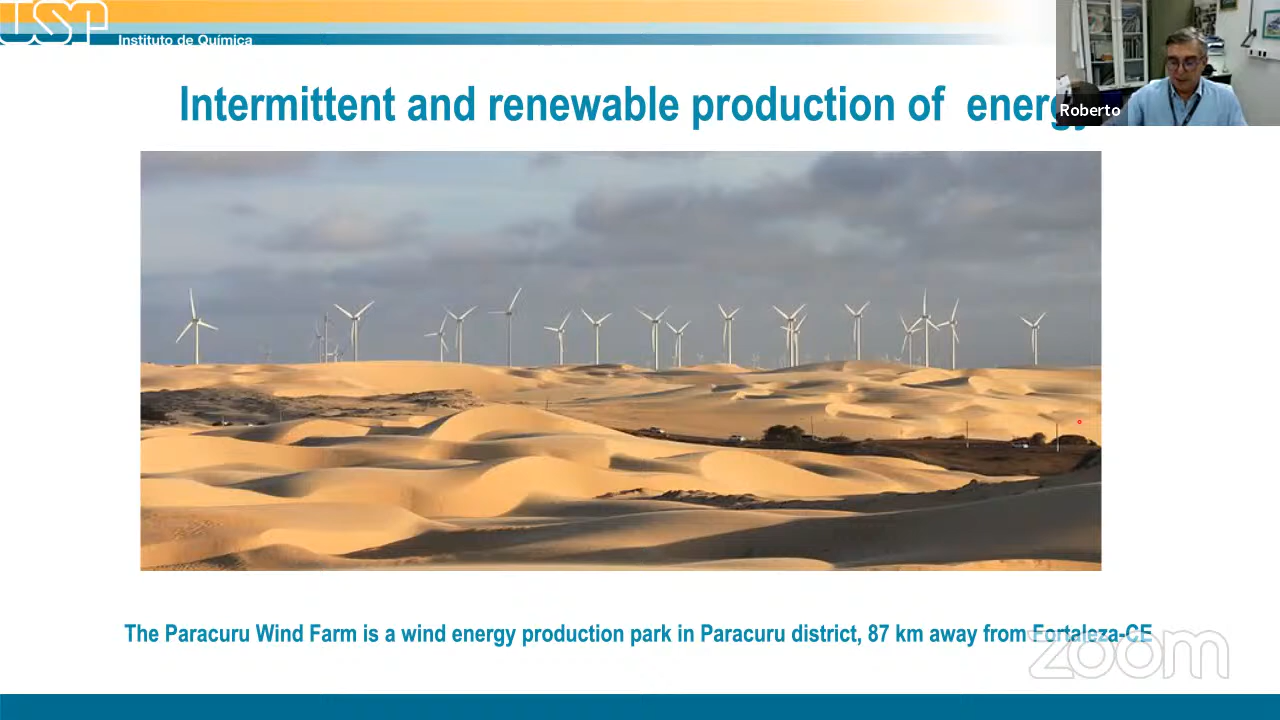 USP
Instituto de Química
Intermittent and renewable production of energy
Roberto
The Paracuru Wind Farm is a wind energy production park in Paracuru district, 87 km away from Fortaleza-CE
zoom